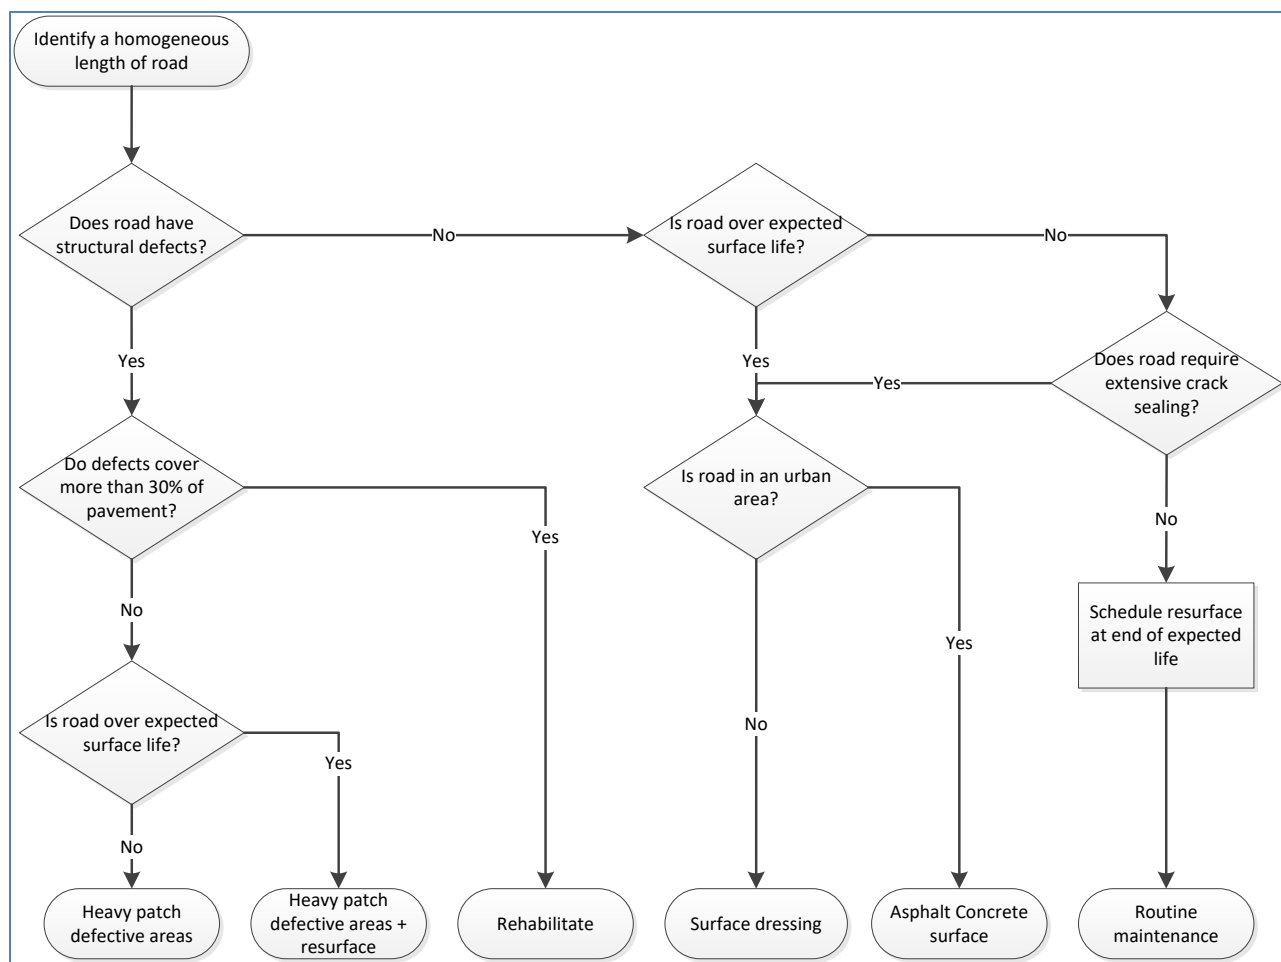 Identify a homogeneous
length of road
Does road have
structural defects?
No
Is road over expected
surface life?
No
Yes
Yes
Does road require
extensive crack
sealing?
Yes
Do defects cover
more than 30% of
pavement?
Yes
Is road in an urban
area?
No
No
Schedule resurface
at end of expected
life
Yes
Is road over expected
surface life?
Yes
No
No
Heavy patch
defective areas
Heavy patch
defective areas +
resurface
Rehabilitate
Surface dressing
Asphalt Concrete
surface
Routine
maintenance